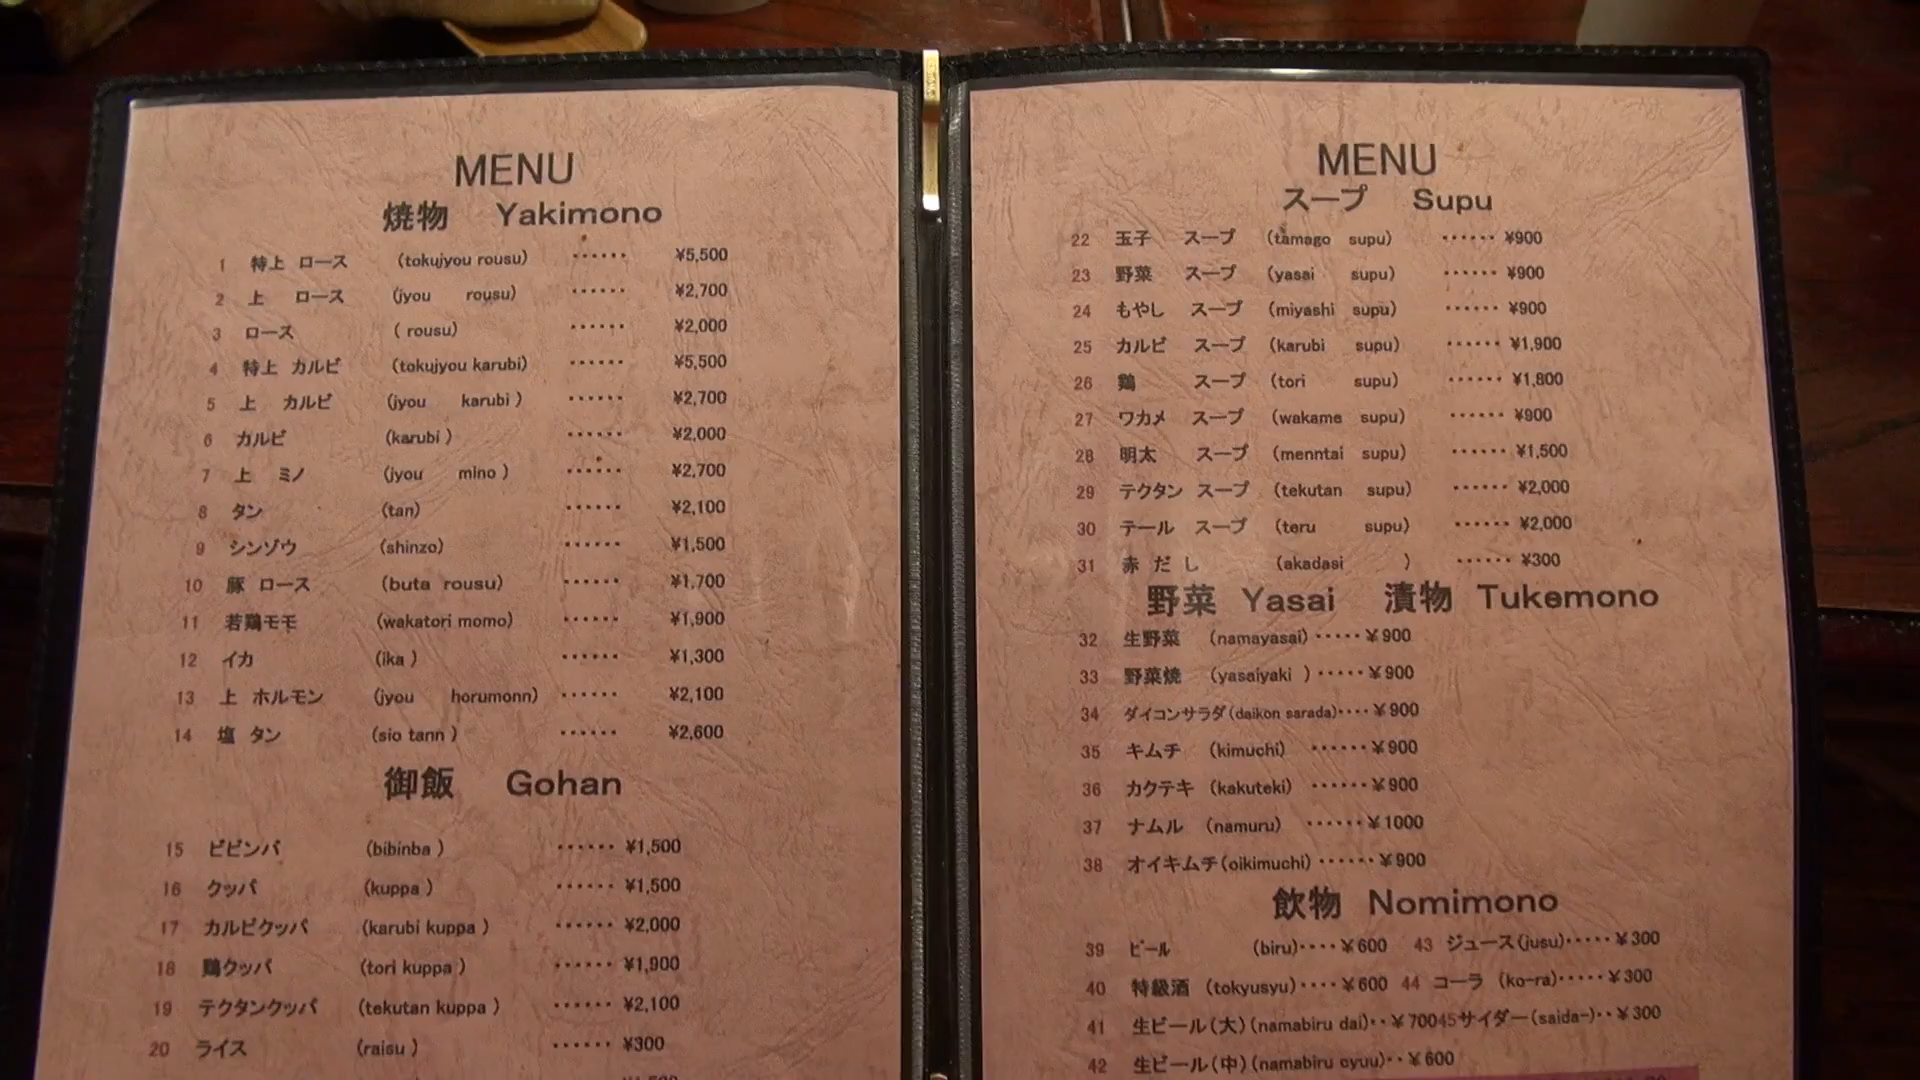 MENU
焼物 Yakimono
1 特上 ロース (tokujyou rousu) ······ ¥5,500
2 上 ロース (jyou rousu) ······ ¥2,700
3 ロース ( rousu) ······ ¥2,000
4 特上 カルビ (tokujyou karubi) ······ ¥5,500
5 上 カルビ (jyou karubi ) ······ ¥2,700
6 カルビ (karubi ) ······ ¥2,000
7 上 ミノ (jyou mino ) ······ ¥2,700
8 タン (tan) ······ ¥2,100
9 シンゾウ (shinzo) ······ ¥1,500
10 豚 ロース (buta rousu) ······ ¥1,700
11 若鶏モモ (wakatori momo) ······ ¥1,900
12 イカ (ika ) ······ ¥1,300
13 上 ホルモン (jyou horumonn) ······ ¥2,100
14 塩 タン (sio tann ) ······ ¥2,600
御飯 Gohan
15 ビビンバ (bibinba ) ······ ¥1,500
16 クッパ (kuppa ) ······ ¥1,500
17 カルビクッパ (karubi kuppa ) ······ ¥2,000
18 鶏クッパ (tori kuppa ) ······ ¥1,900
19 テクタンクッパ (tekutan kuppa ) ······ ¥2,100
20 ライス (raisu ) ······ ¥300
MENU
スープ Supu
22 玉子 スープ (tamago supu) ······ ¥900
23 野菜 スープ (yasai supu) ······ ¥900
24 もやし スープ (miyashi supu) ······ ¥900
25 カルビ スープ (karubi supu) ······ ¥1,900
26 鶏 スープ (tori supu) ······ ¥1,800
27 ワカメ スープ (wakame supu) ······ ¥900
28 明太 スープ (menntai supu) ······ ¥1,500
29 テクタン スープ (tekutan supu) ······ ¥2,000
30 テール スープ (teru supu) ······ ¥2,000
31 赤 だ し (akadasi ) ······ ¥300
野菜 Yasai 漬物 Tukemono
32 生野菜 (namayasai) ····· ¥900
33 野菜焼 (yasaiyaki ) ····· ¥900
34 ダイコンサラダ(daikon sarada)···· ¥900
35 キムチ (kimuchi) ······ ¥900
36 カクテキ (kakuteki) ······ ¥900
37 ナムル (namuru) ······ ¥1000
38 オイキムチ(oikimuchi) ······ ¥900
飲物 Nomimono
39 ビール (biru)···· ¥600 43 ジュース(jusu)····· ¥300
40 特級酒 (tokyusyu)···· ¥600 44 コーラ (ko-ra)····· ¥300
41 生ビール(大)(namabiru dai)·· ¥700 45サイダー(saida-)·· ¥300
42 生ビール(中)(namabiru cyuu)·· ¥600